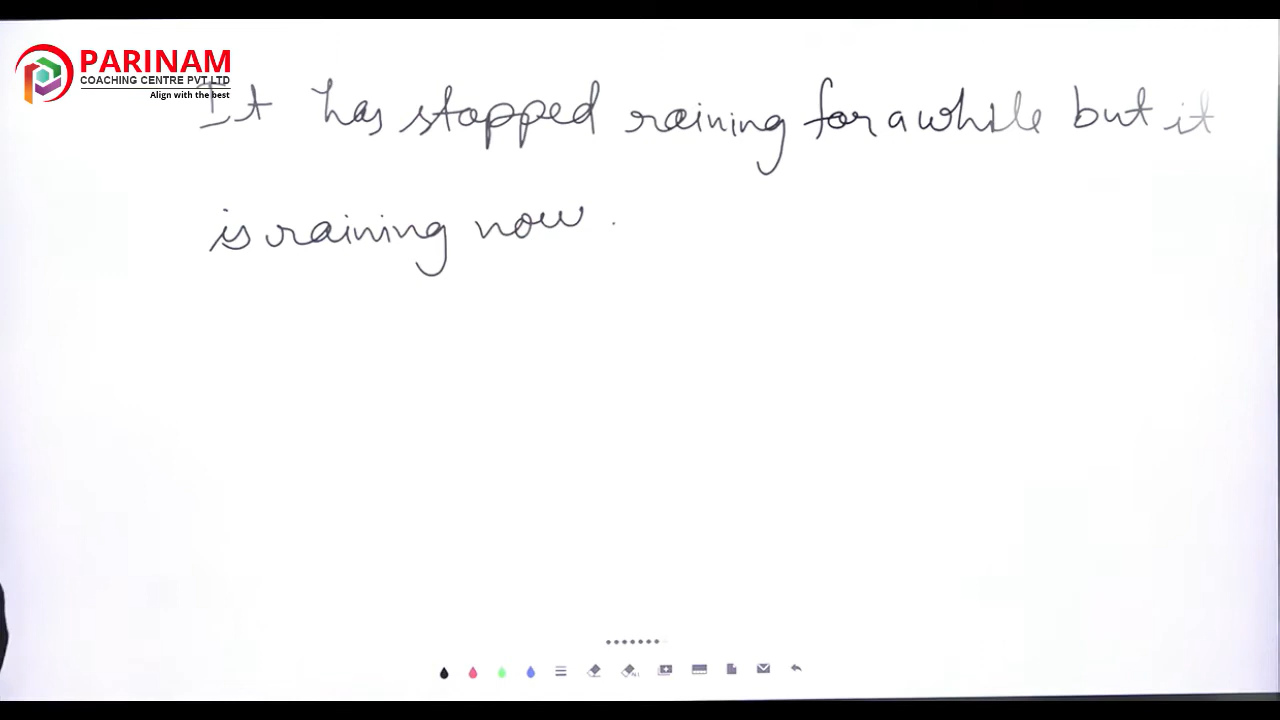 PARINAM
COACHING CENTRE PVT LTD
Align with the best
It has stopped raining for a while but it
is raining now.